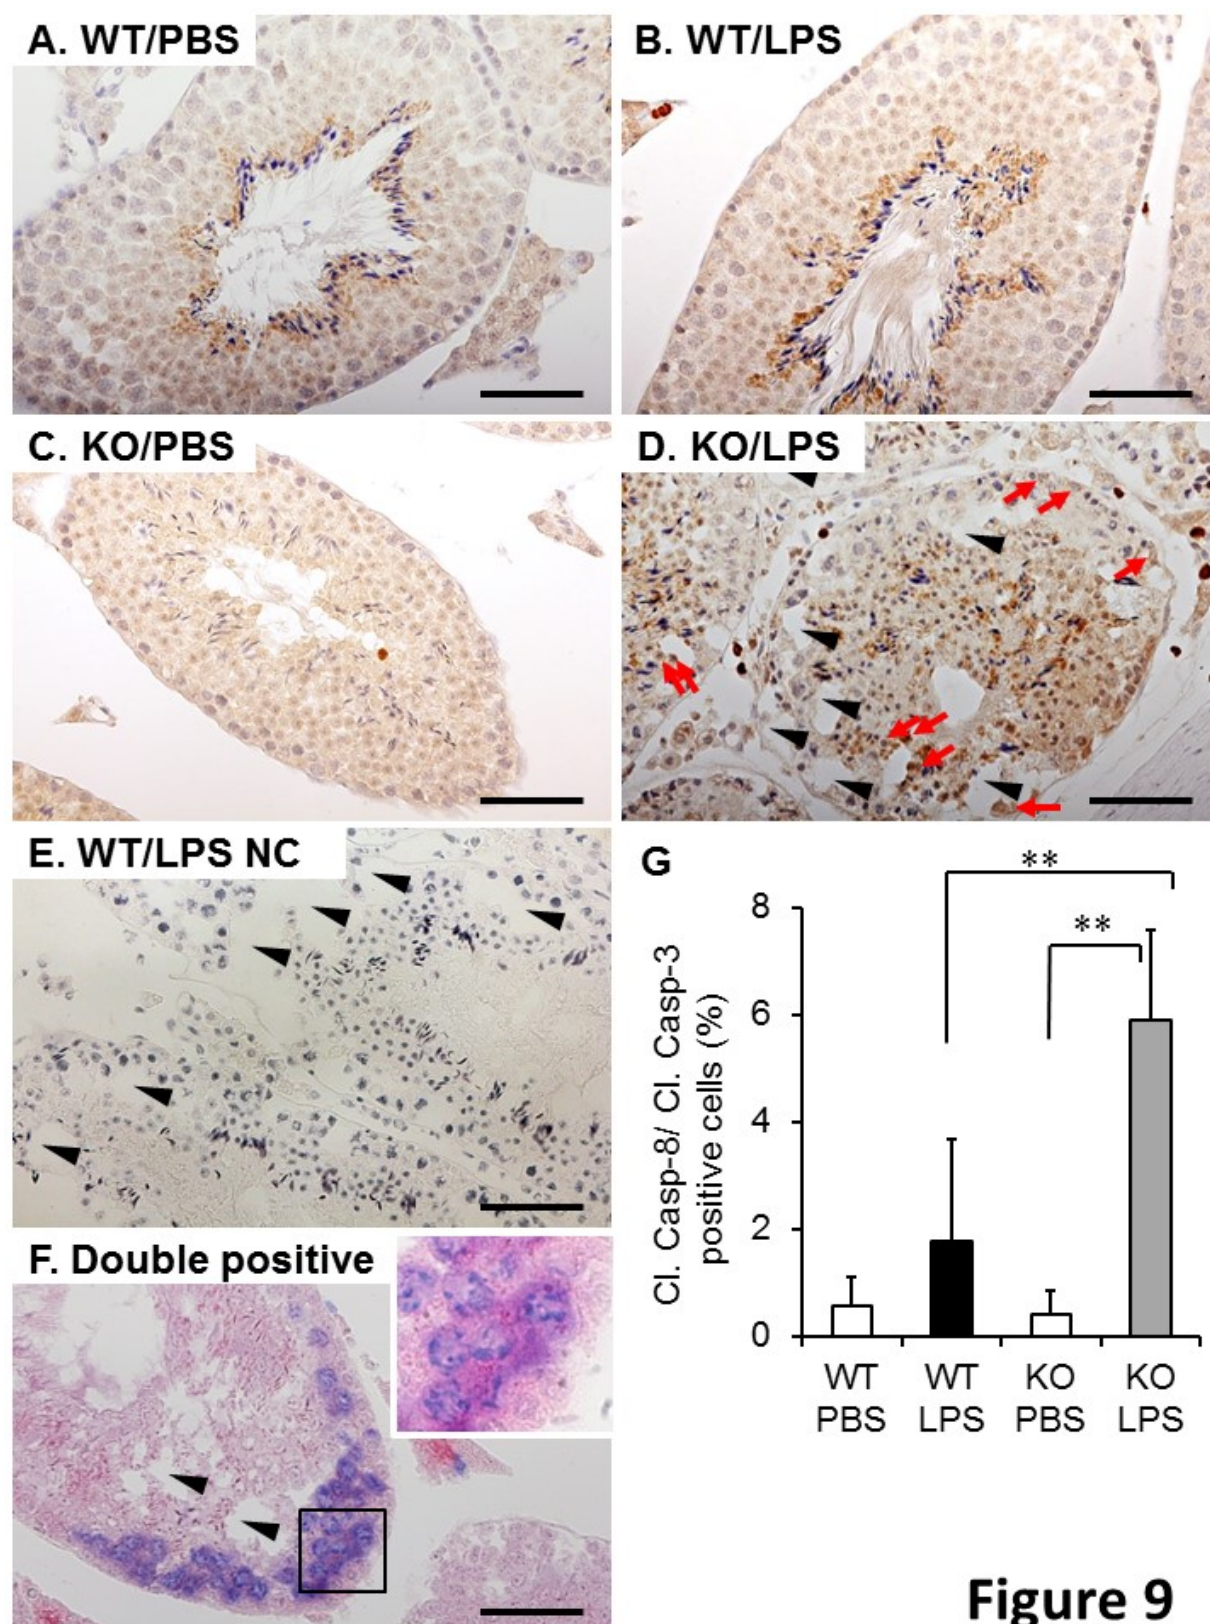 A. WT/PBS
B. WT/LPS
C. KO/PBS
D. KO/LPS
E. WT/LPS NC
F. Double positive
G
**
**
Cl. Casp-8/ Cl. Casp-3
positive cells (%)
8
6
4
2
0
WT PBS
WT LPS
KO PBS
KO LPS
Figure 9